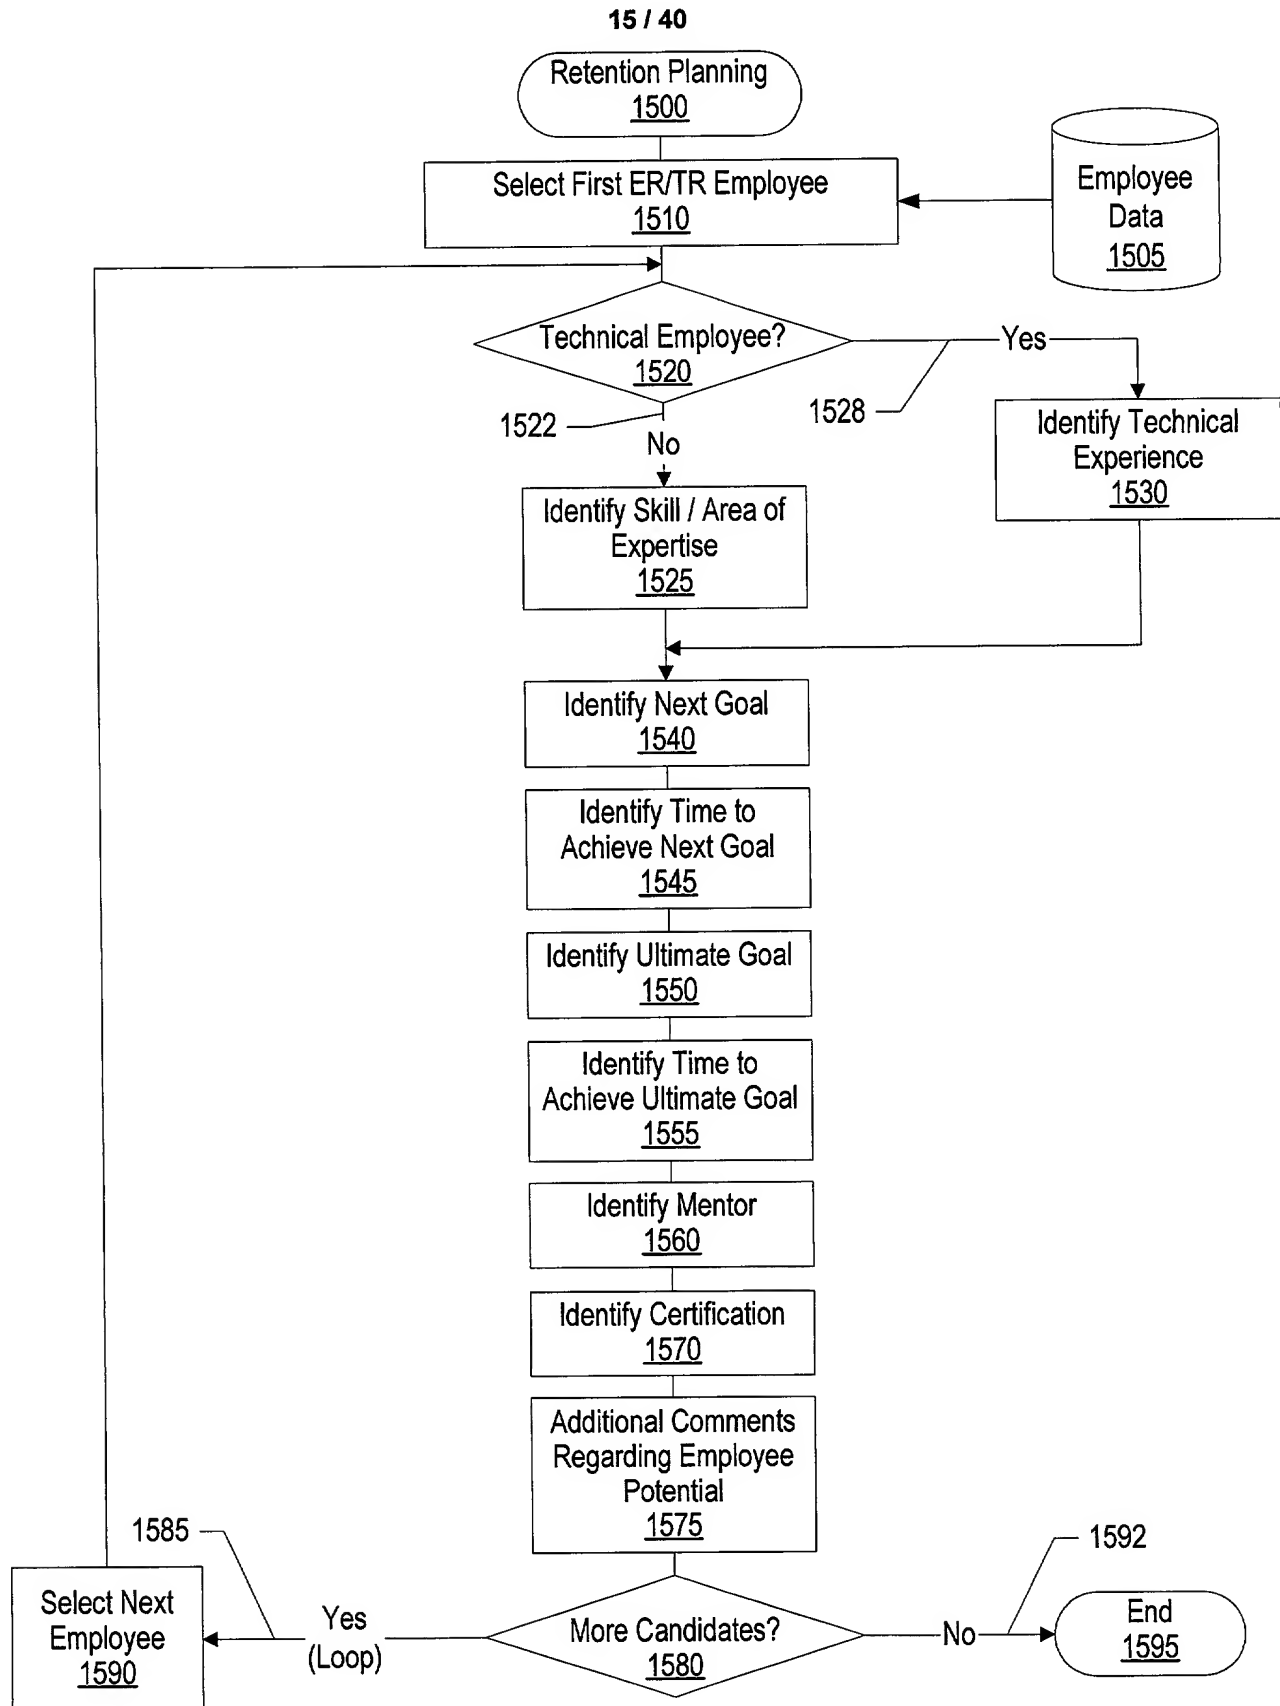 15 / 40
Retention Planning
1500
Select First ER/TR Employee
1510
Employee
Data
1505
Technical Employee?
1520
Yes
1528
1522
No
Identify Technical
Experience
1530
Identify Skill / Area of
Expertise
1525
Identify Next Goal
1540
Identify Time to
Achieve Next Goal
1545
Identify Ultimate Goal
1550
Identify Time to
Achieve Ultimate Goal
1555
Identify Mentor
1560
Identify Certification
1570
Additional Comments
Regarding Employee
Potential
1575
1585
1592
Select Next
Employee
1590
Yes
(Loop)
More Candidates?
1580
No
End
1595